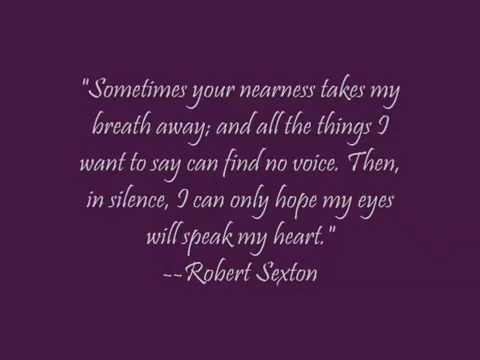 "Sometimes your nearness takes my
breath away; and all the things I
want to say can find no voice. Then,
in silence, I can only hope my eyes
will speak my heart."
--Robert Sexton